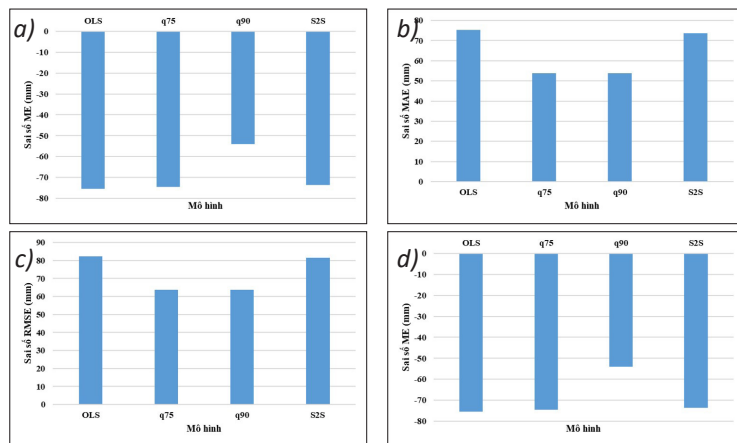 a)
OLS q75 q90 S2S
0
-10
-20
-30
-40
-50
-60
-70
-80
Sai số ME (mm)
Mô hình
b)
80
70
60
50
40
30
20
10
0
Sai số MAE (mm)
OLS q75 q90 S2S
Mô hình
c)
90
80
70
60
50
40
30
20
10
0
Sai số RMSE (mm)
OLS q75 q90 S2S
Mô hình
d)
OLS q75 q90 S2S
0
-10
-20
-30
-40
-50
-60
-70
-80
Sai số ME (mm)
Mô hình